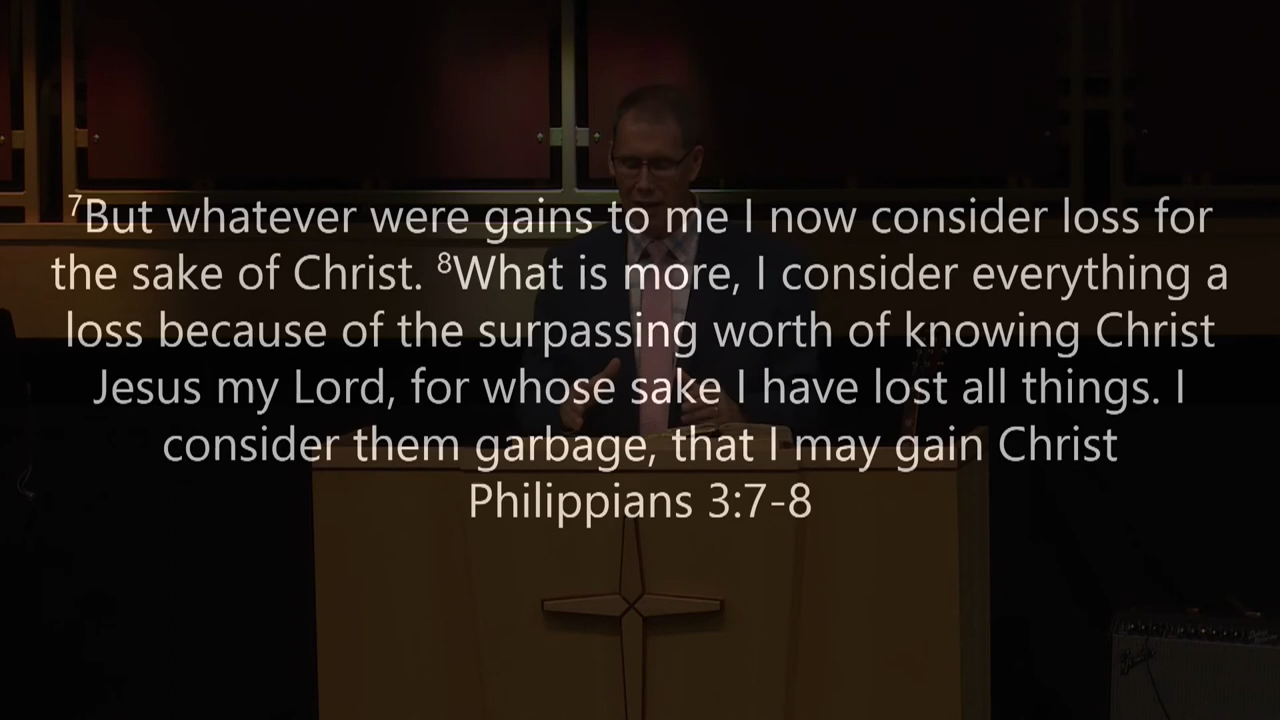 ⁷But whatever were gains to me I now consider loss for
the sake of Christ. ⁸What is more, I consider everything a
loss because of the surpassing worth of knowing Christ
Jesus my Lord, for whose sake I have lost all things. I
consider them garbage, that I may gain Christ
Philippians 3:7-8
Fender